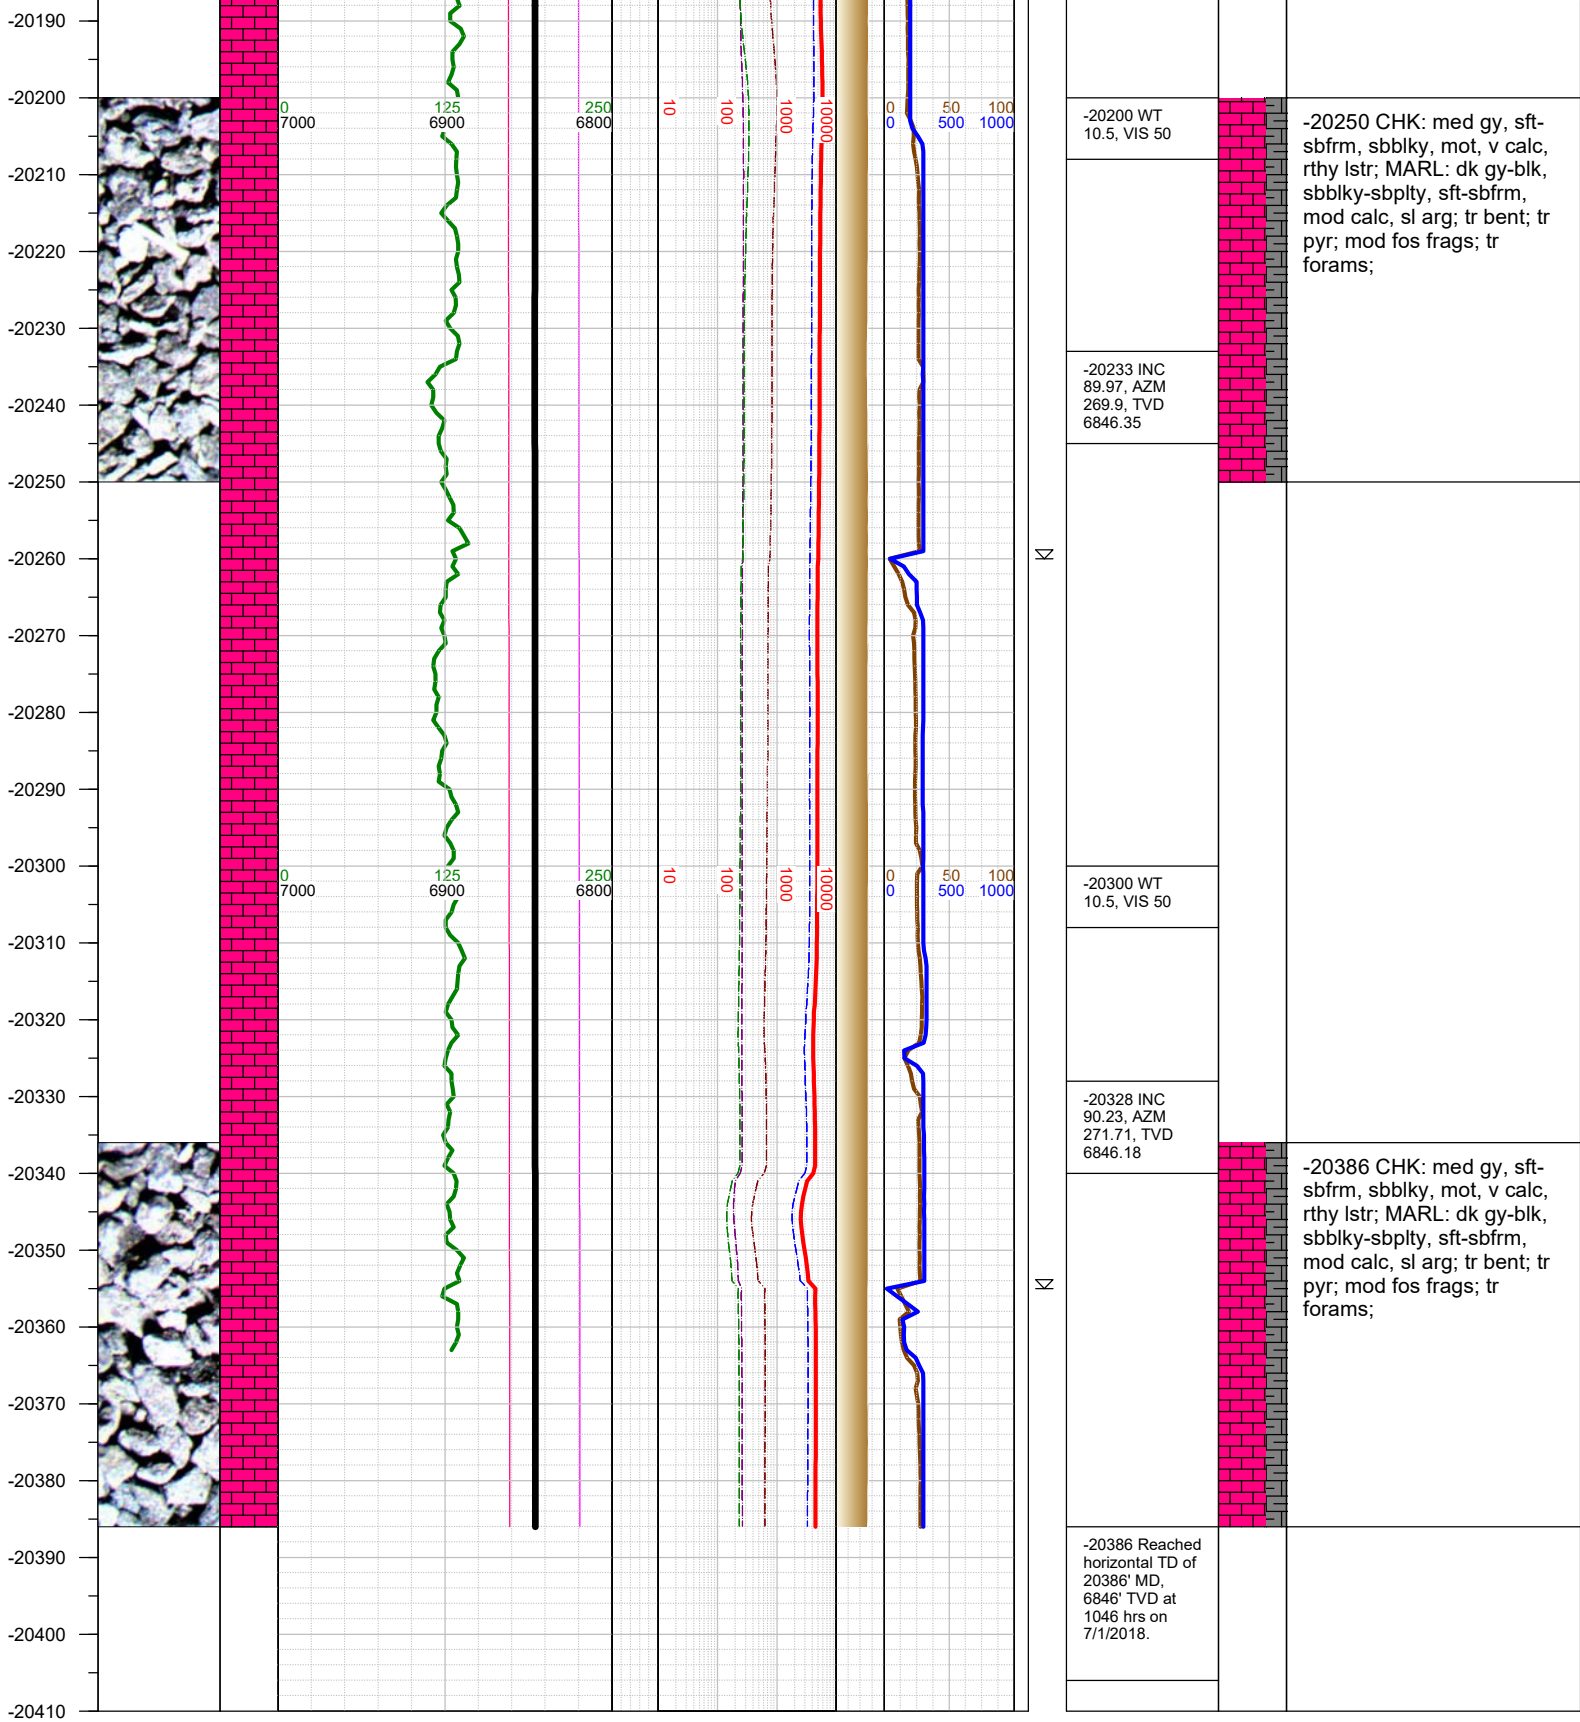 -20190
-20200
-20210
-20220
-20230
-20240
-20250
-20260
-20270
-20280
-20290
-20300
-20310
-20320
-20330
-20340
-20350
-20360
-20370
-20380
-20390
-20400
-20410
0 125 250
7000 6900 6800
10 100 1000 10000
0 50 100
0 500 1000
-20200 WT
10.5, VIS 50
-20250 CHK: med gy, sft-
sbfrm, sbblky, mot, v calc,
rthy lstr; MARL: dk gy-blk,
sbblky-sbplty, sft-sbfrm,
mod calc, sl arg; tr bent; tr
pyr; mod fos frags; tr
forams;
-20233 INC
89.97, AZM
269.9, TVD
6846.35
0 125 250
7000 6900 6800
10 100 1000 10000
0 50 100
0 500 1000
-20300 WT
10.5, VIS 50
-20328 INC
90.23, AZM
271.71, TVD
6846.18
-20386 CHK: med gy, sft-
sbfrm, sbblky, mot, v calc,
rthy lstr; MARL: dk gy-blk,
sbblky-sbplty, sft-sbfrm,
mod calc, sl arg; tr bent; tr
pyr; mod fos frags; tr
forams;
-20386 Reached
horizontal TD of
20386' MD,
6846' TVD at
1046 hrs on
7/1/2018.